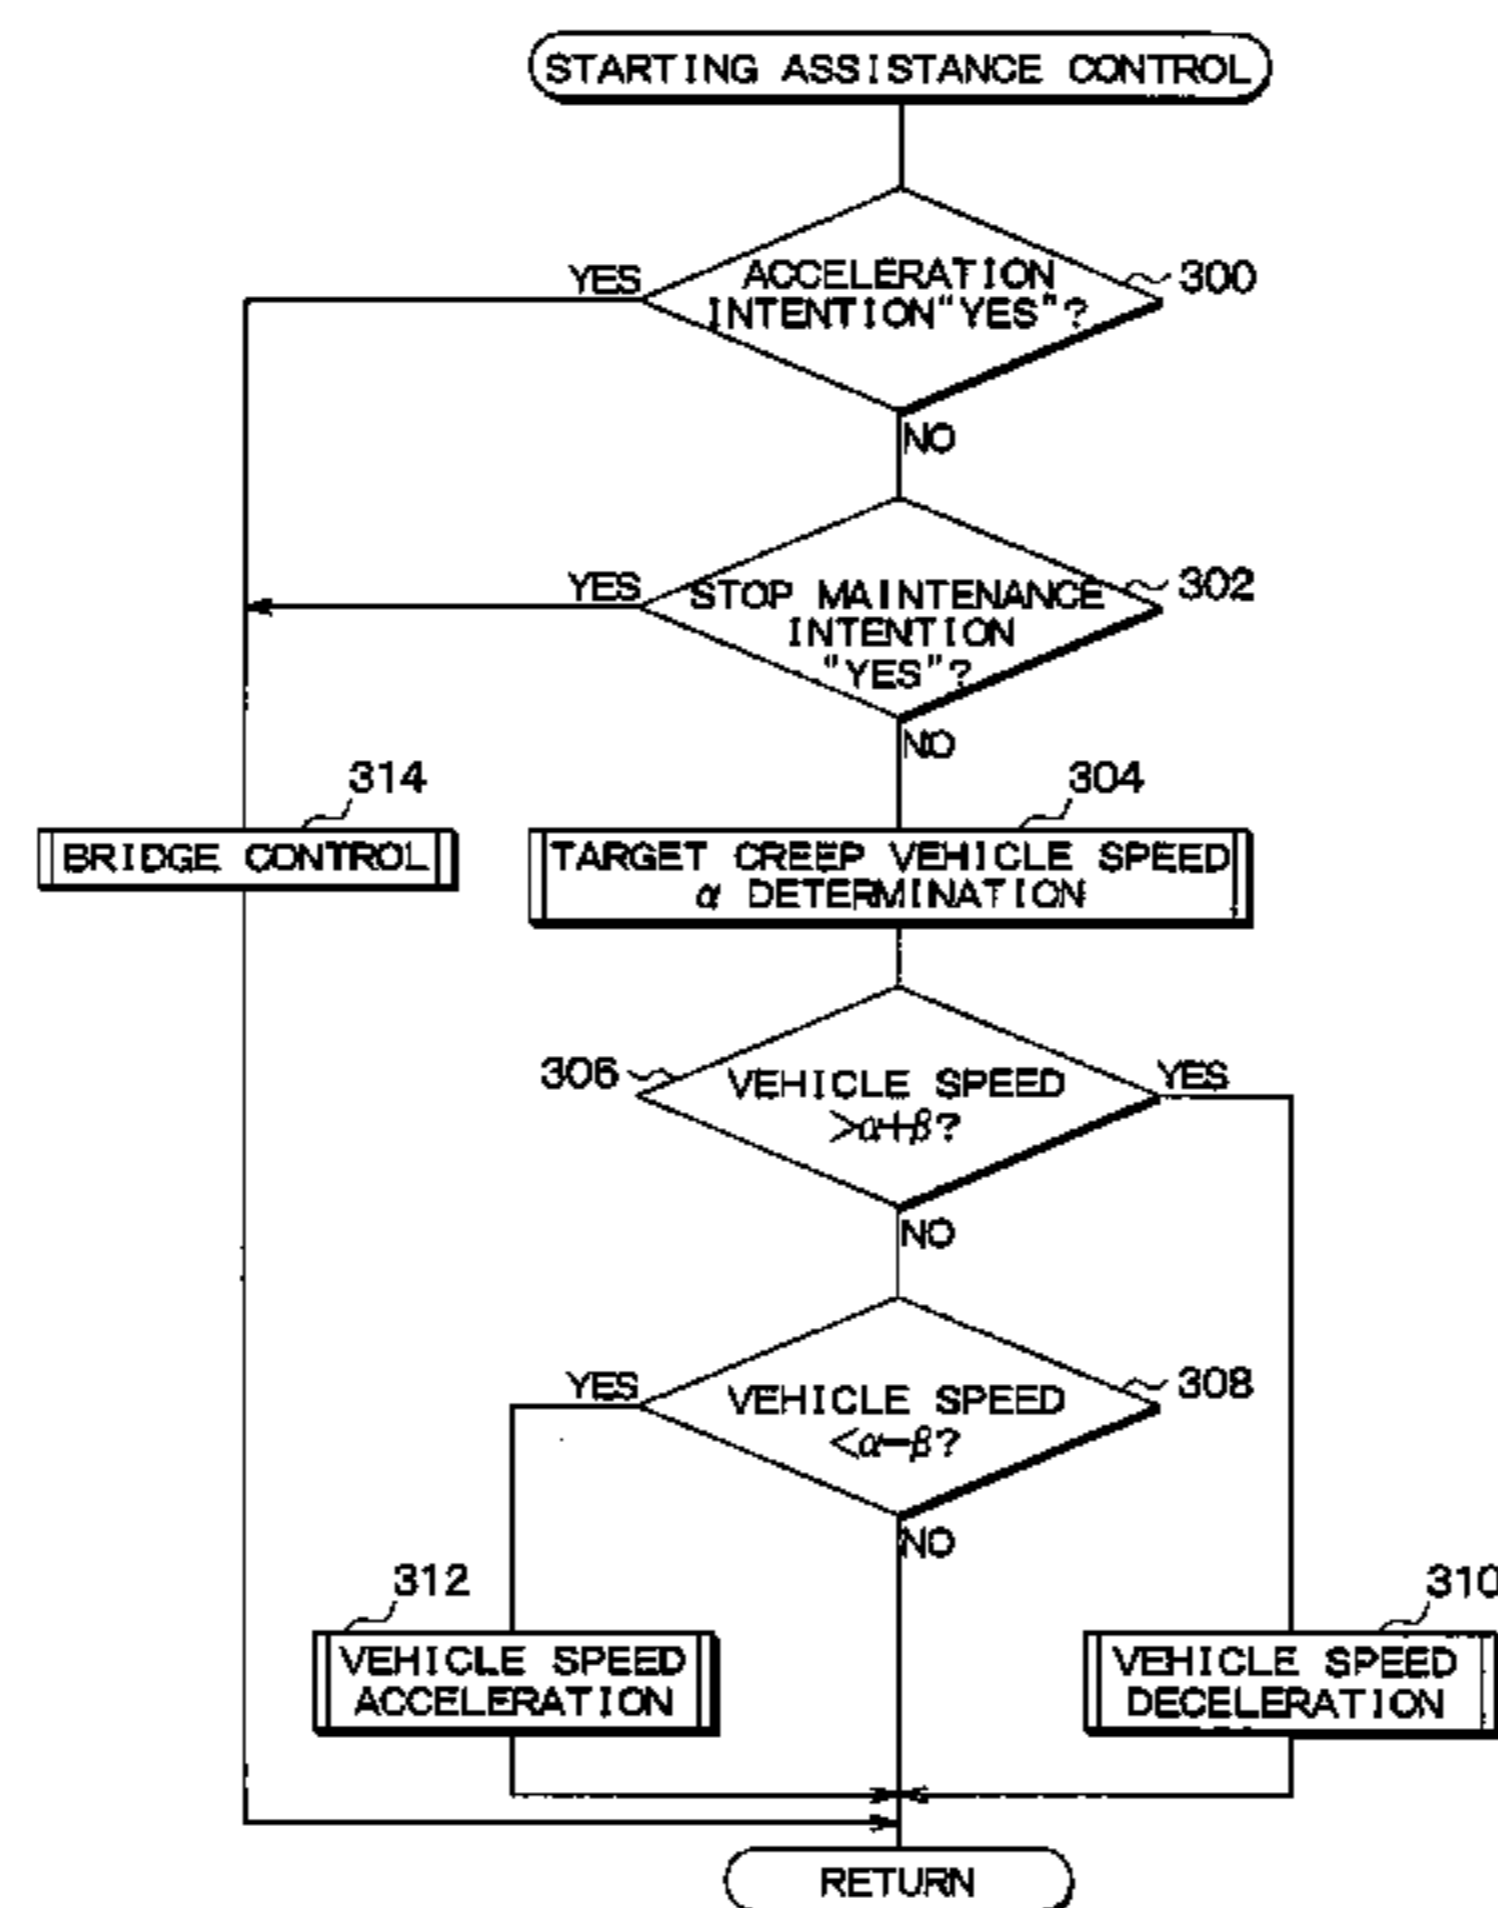 STARTING ASSISTANCE CONTROL
YES
ACCELERATION
INTENTION"YES"?
300
NO
YES
STOP MAINTENANCE
INTENTION
"YES"?
302
NO
314
BRIDGE CONTROL
304
TARGET CREEP VEHICLE SPEED
α DETERMINATION
306
VEHICLE SPEED
>α+β?
YES
NO
YES
VEHICLE SPEED
<α-β?
308
NO
312
VEHICLE SPEED
ACCELERATION
310
VEHICLE SPEED
DECELERATION
RETURN